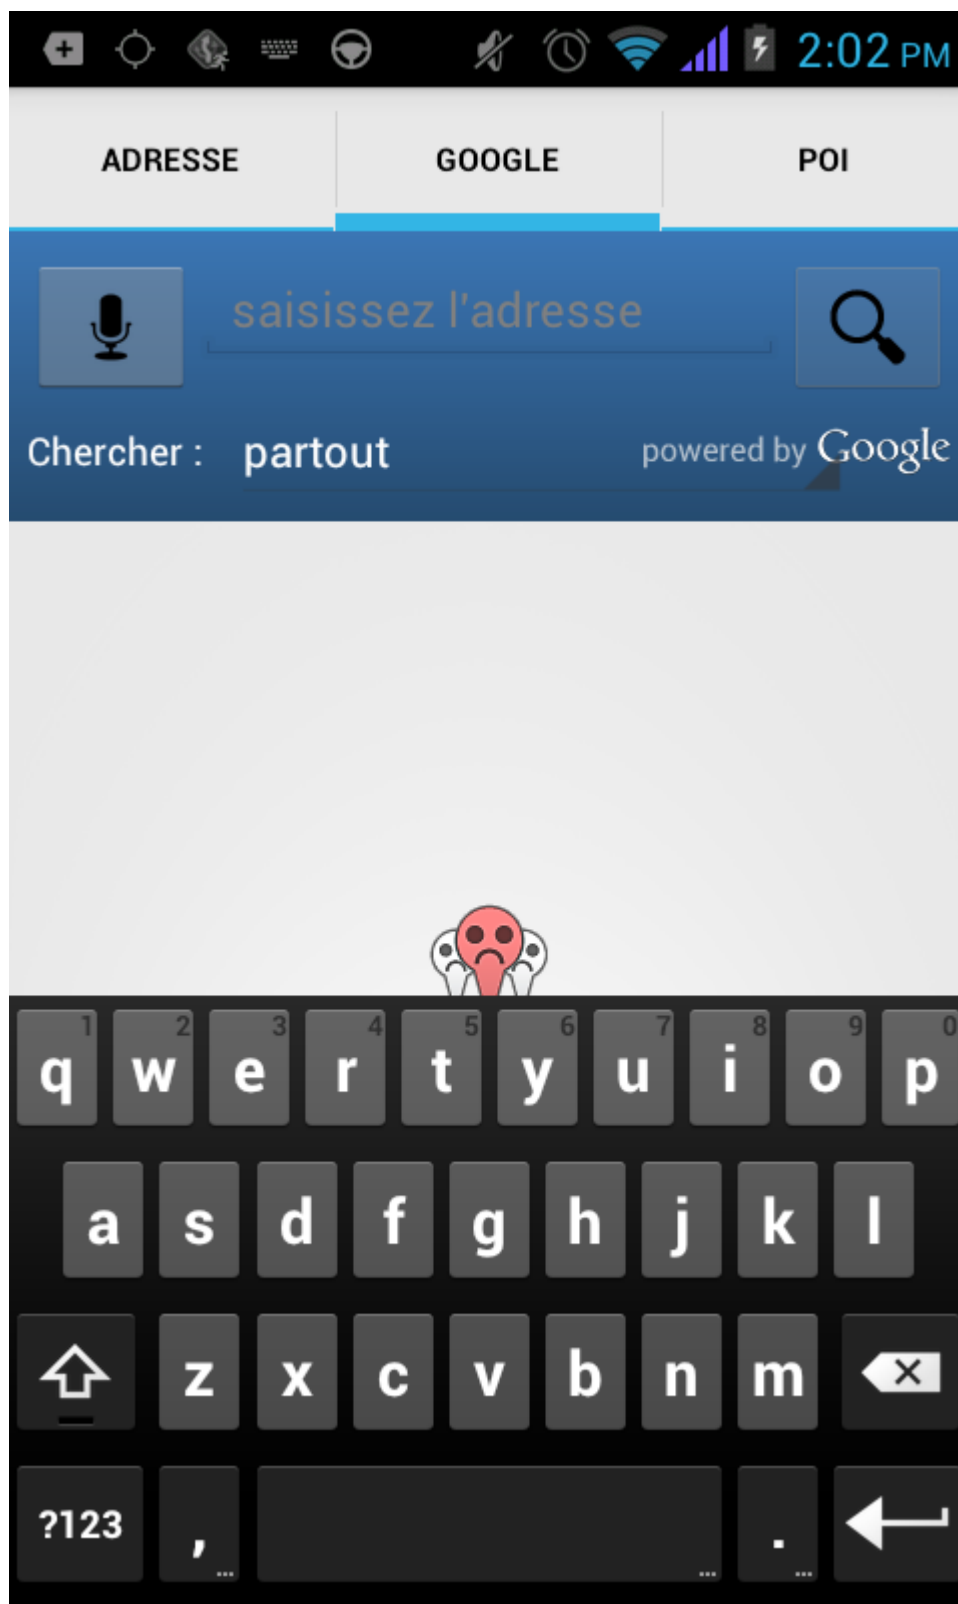 2:02 PM
ADRESSE GOOGLE POI
saisissez l'adresse
Chercher : partout powered by Google
1 2 3 4 5 6 7 8 9 0
q w e r t y u i o p
a s d f g h j k l
z x c v b n m
?123 , ... ... . ...